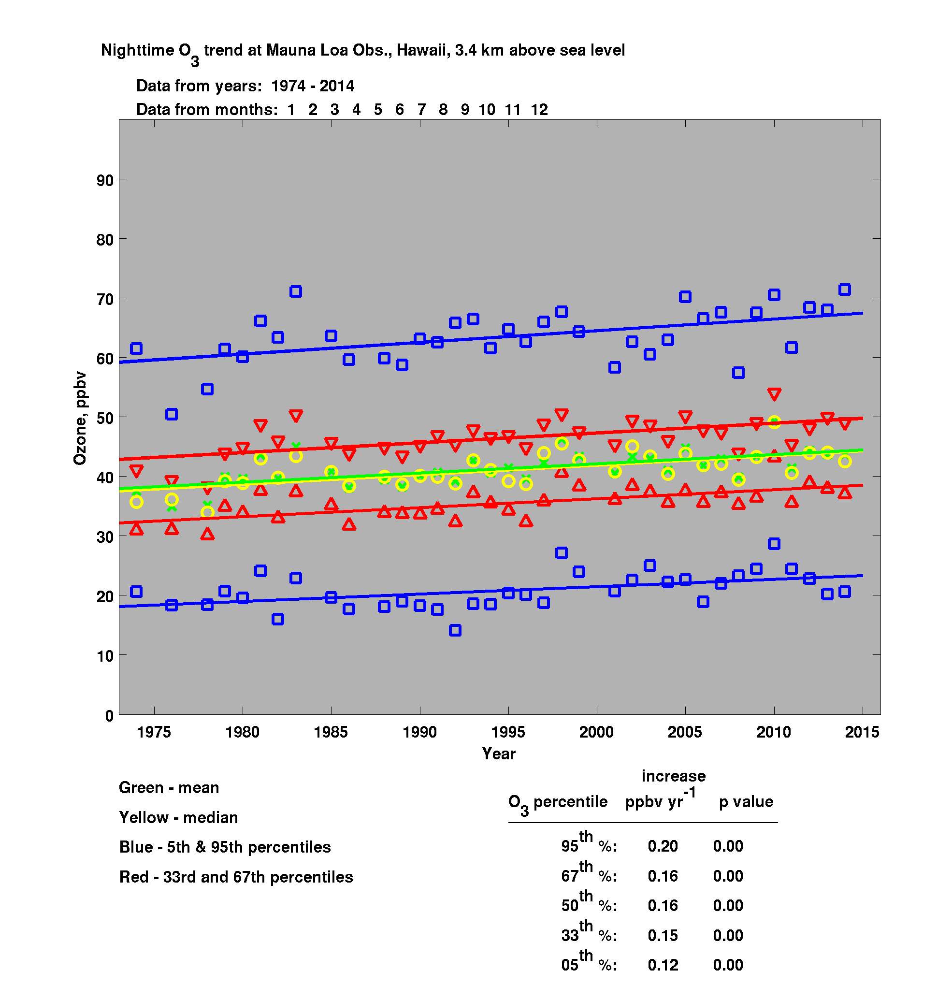 Nighttime O3 trend at Mauna Loa Obs., Hawaii, 3.4 km above sea level
Data from years: 1974 - 2014
Data from months: 1 2 3 4 5 6 7 8 9 10 11 12
90
80
70
60
50
40
30
20
10
0
Ozone, ppbv
1975 1980 1985 1990 1995 2000 2005 2010 2015
Year
Green - mean
Yellow - median
Blue - 5th & 95th percentiles
Red - 33rd and 67th percentiles
increase
O3 percentile ppbv yr-1 p value
95th %: 0.20 0.00
67th %: 0.16 0.00
50th %: 0.16 0.00
33th %: 0.15 0.00
05th %: 0.12 0.00